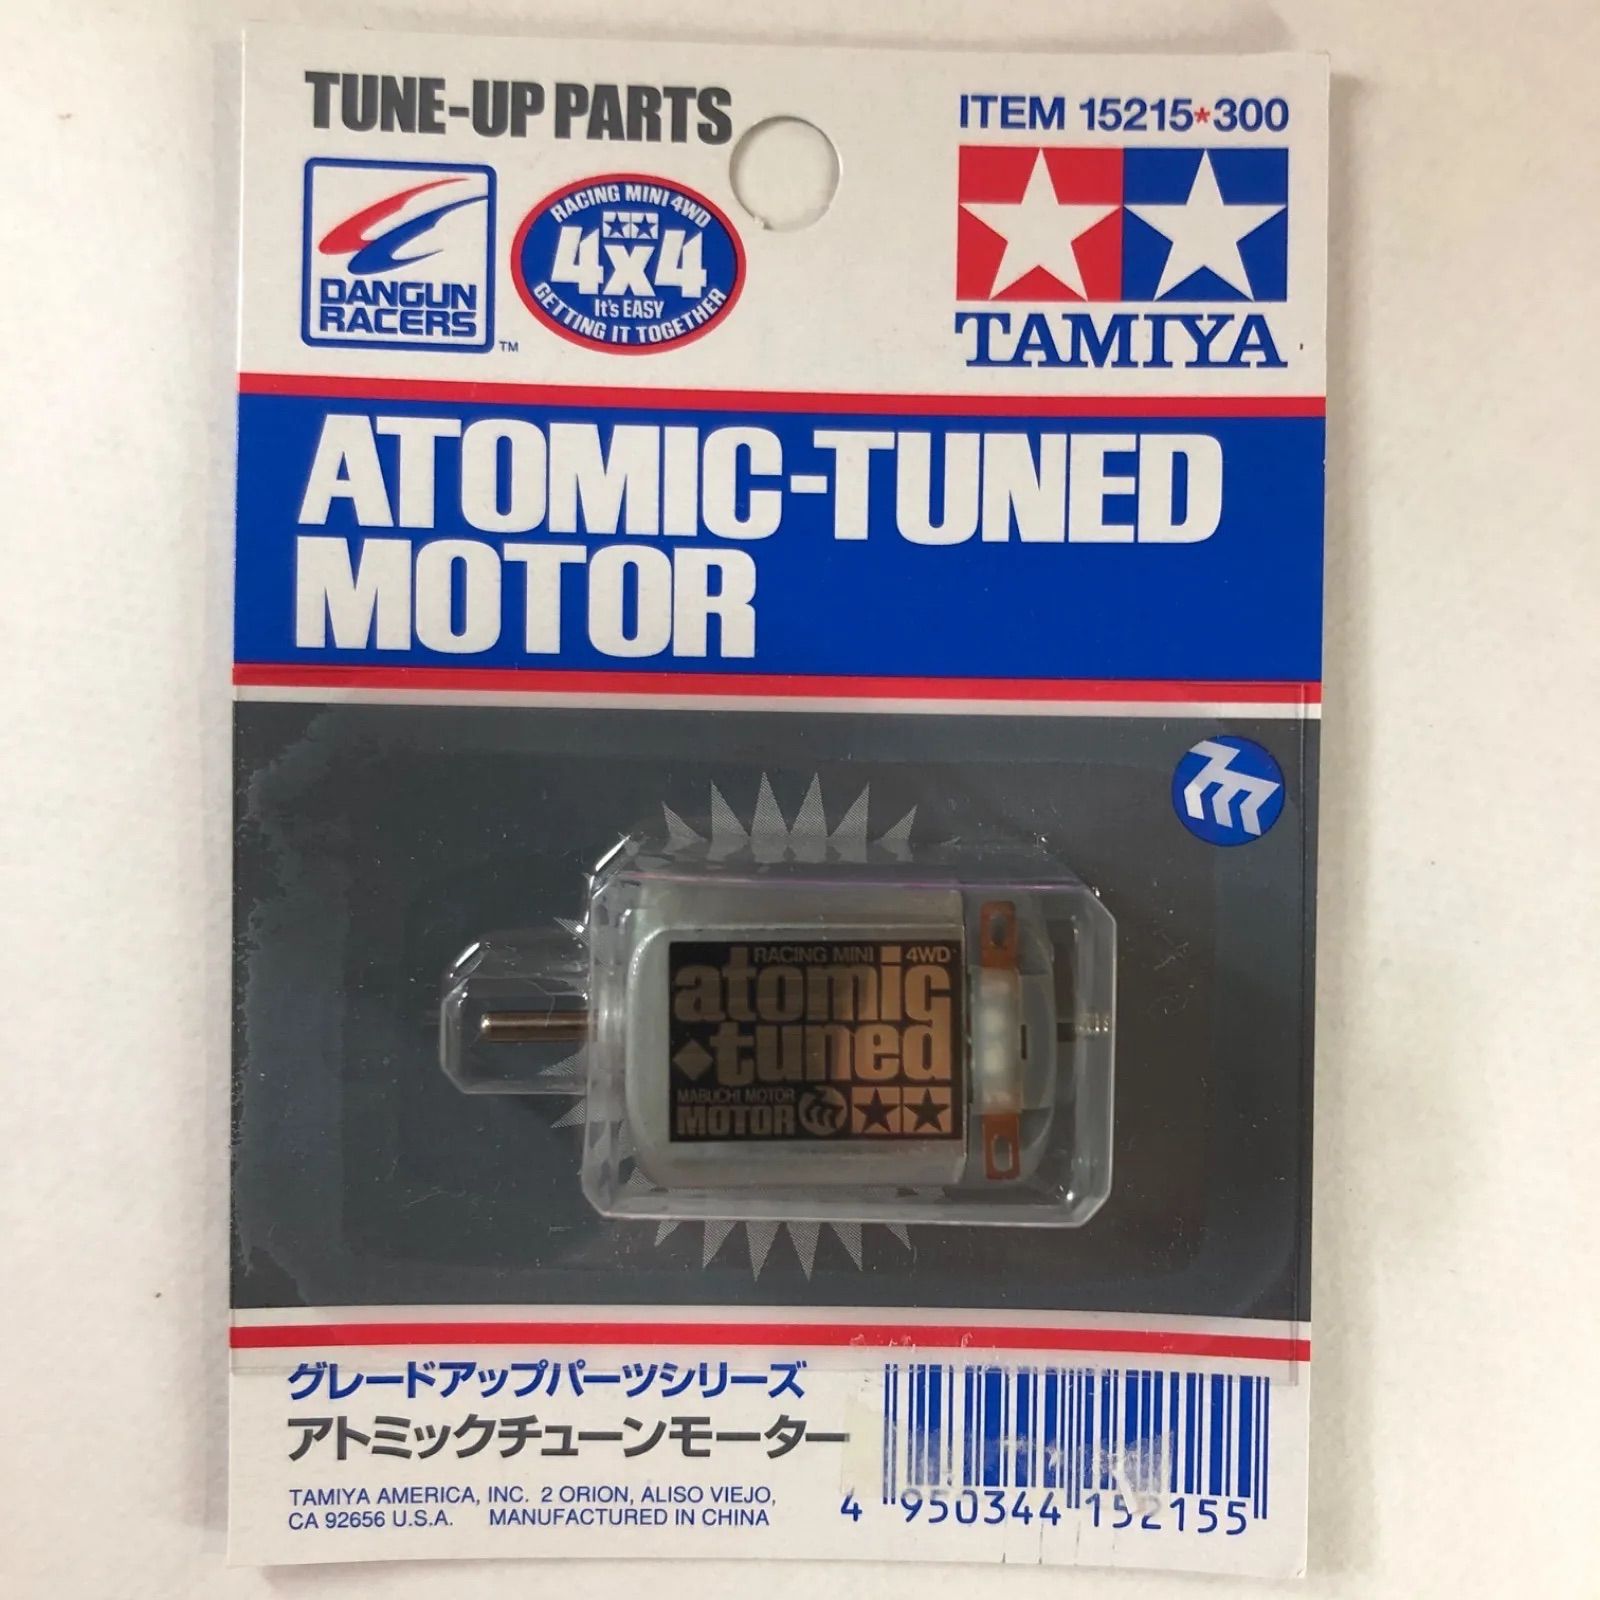 TUNE-UP PARTS
ITEM 15215*300
DANGUN
RACERS™
RACING MINI 4WD
4x4
It's EASY
GETTING IT TOGETHER
TAMIYA
ATOMIC-TUNED
MOTOR
RACING MINI 4WD
atomic
tuned
MABUCHI MOTOR
MOTOR
グレードアップパーツシリーズ
アトミックチューンモーター
TAMIYA AMERICA, INC. 2 ORION, ALISO VIEJO,
CA 92656 U.S.A. MANUFACTURED IN CHINA
4 950344 152155